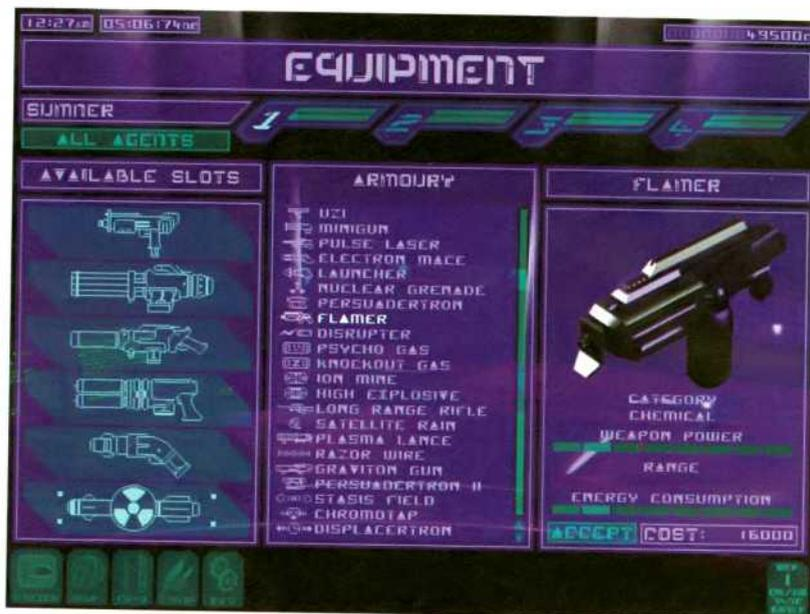 12:27
05:06:74
49500
EQUIPMENT
SUMNER
1 2 3 4
ALL AGENTS
AVAILABLE SLOTS
ARMOURY
FLAMER
UZI
MINIGUN
PULSE LASER
ELECTRON MACE
LAUNCHER
NUCLEAR GRENADE
PERSUADERTRON
FLAMER
DISRUPTER
PSYCHO GAS
KNOCKOUT GAS
ION MINE
HIGH EXPLOSIVE
LONG RANGE RIFLE
SATELLITE RAIN
PLASMA LANCE
RAZOR WIRE
GRAVITON GUN
PERSUADERTRON II
STASIS FIELD
CHROMOTAP
DISPLACERTRON
CATEGORY
CHEMICAL
WEAPON POWER
RANGE
ENERGY CONSUMPTION
ACCEPT
COST: 16000